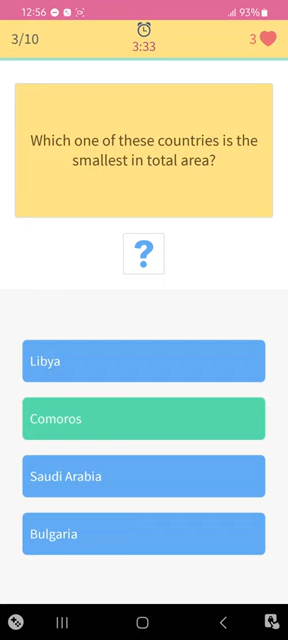 12:56 93%
3/10 3:33 3
Which one of these countries is the
smallest in total area?
?
Libya
Comoros
Saudi Arabia
Bulgaria